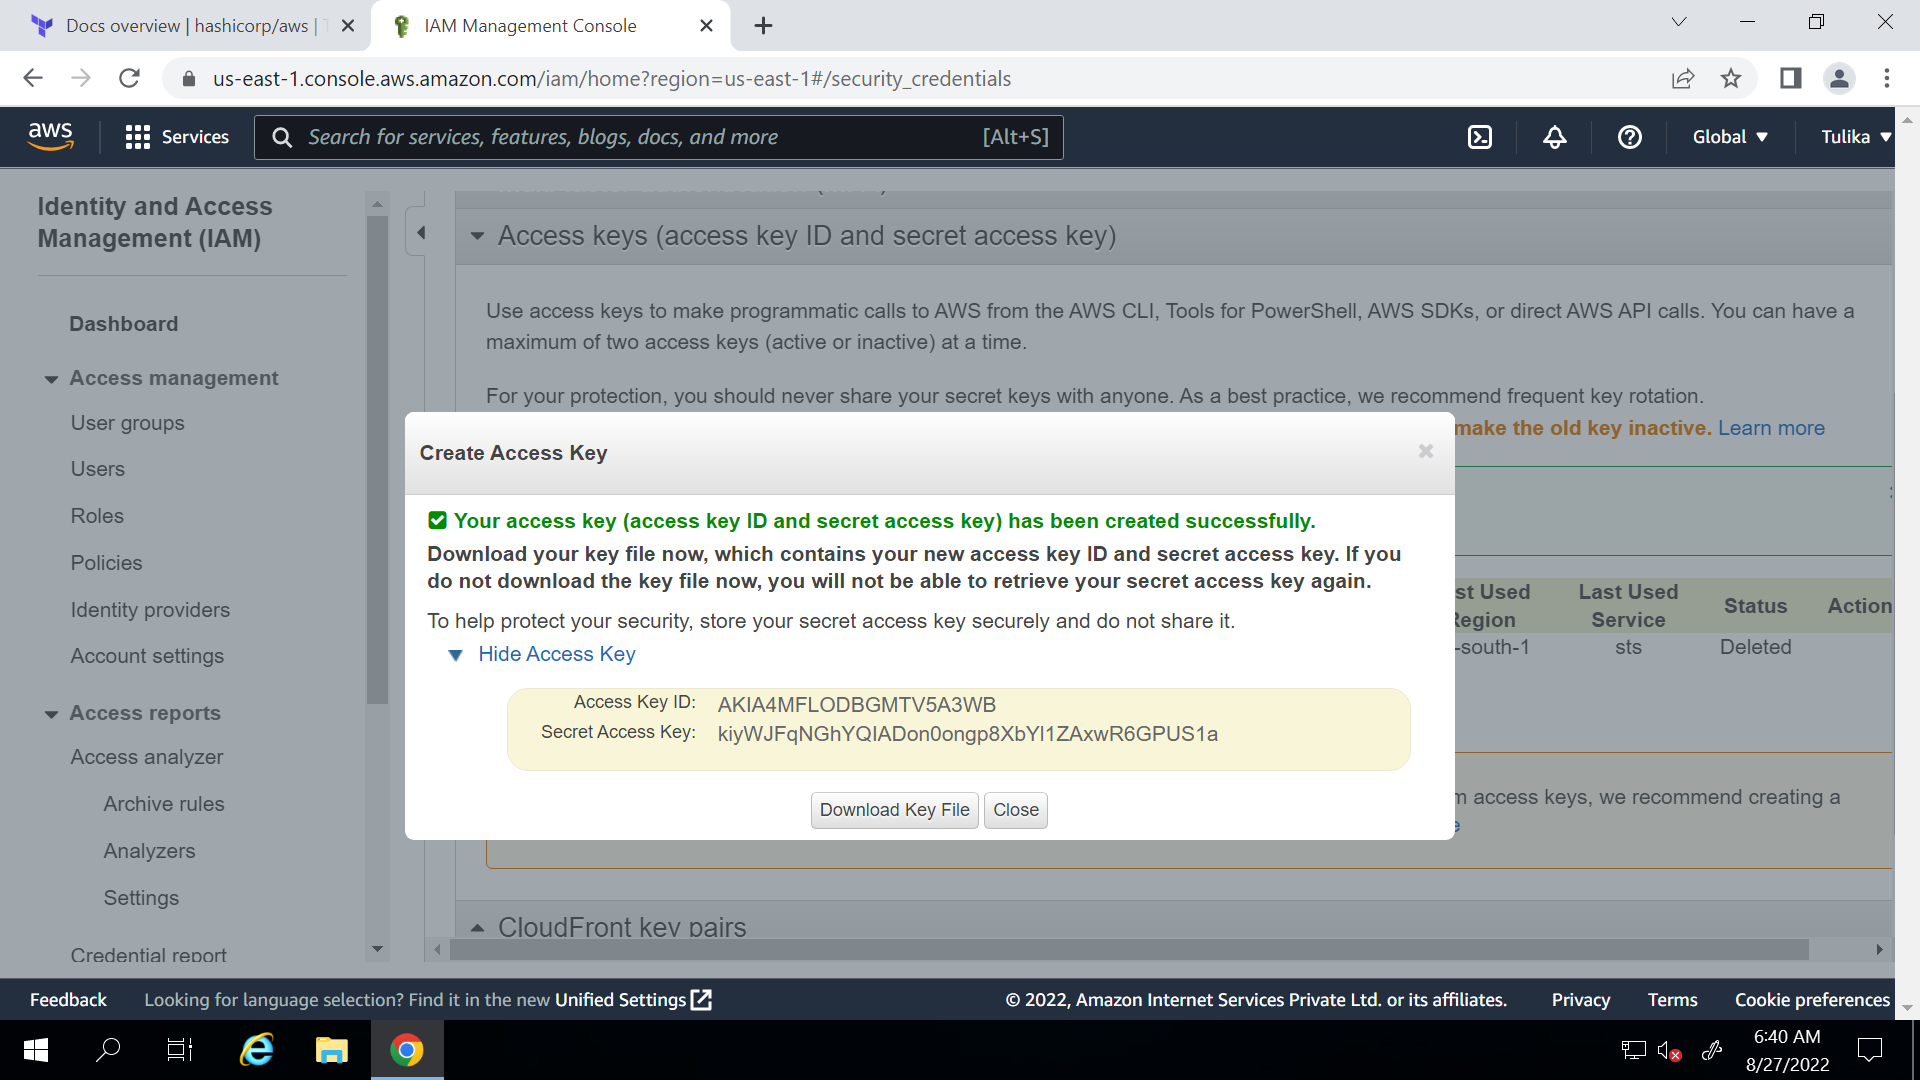 Docs overview | hashicorp/aws |
IAM Management Console
us-east-1.console.aws.amazon.com/iam/home?region=us-east-1#/security_credentials
aws
Services
Search for services, features, blogs, docs, and more
[Alt+S]
Global
Tulika
Identity and Access
Management (IAM)
Dashboard
Access management
User groups
Users
Roles
Policies
Identity providers
Account settings
Access reports
Access analyzer
Archive rules
Analyzers
Settings
Credential report
Access keys (access key ID and secret access key)
Use access keys to make programmatic calls to AWS from the AWS CLI, Tools for PowerShell, AWS SDKs, or direct AWS API calls. You can have a
maximum of two access keys (active or inactive) at a time.
For your protection, you should never share your secret keys with anyone. As a best practice, we recommend frequent key rotation.
make the old key inactive. Learn more
Create Access Key
Your access key (access key ID and secret access key) has been created successfully.
Download your key file now, which contains your new access key ID and secret access key. If you
do not download the key file now, you will not be able to retrieve your secret access key again.
To help protect your security, store your secret access key securely and do not share it.
Hide Access Key
Access Key ID: AKIA4MFLODBGMTV5A3WB
Secret Access Key: kiyWJFqNGhYQIADon0ongp8XbYl1ZAxwR6GPUS1a
Download Key File
Close
st Used
Region
Last Used
Service
Status
Action
-south-1
sts
Deleted
m access keys, we recommend creating a
CloudFront key pairs
Feedback
Looking for language selection? Find it in the new Unified Settings
© 2022, Amazon Internet Services Private Ltd. or its affiliates.
Privacy
Terms
Cookie preferences
6:40 AM
8/27/2022